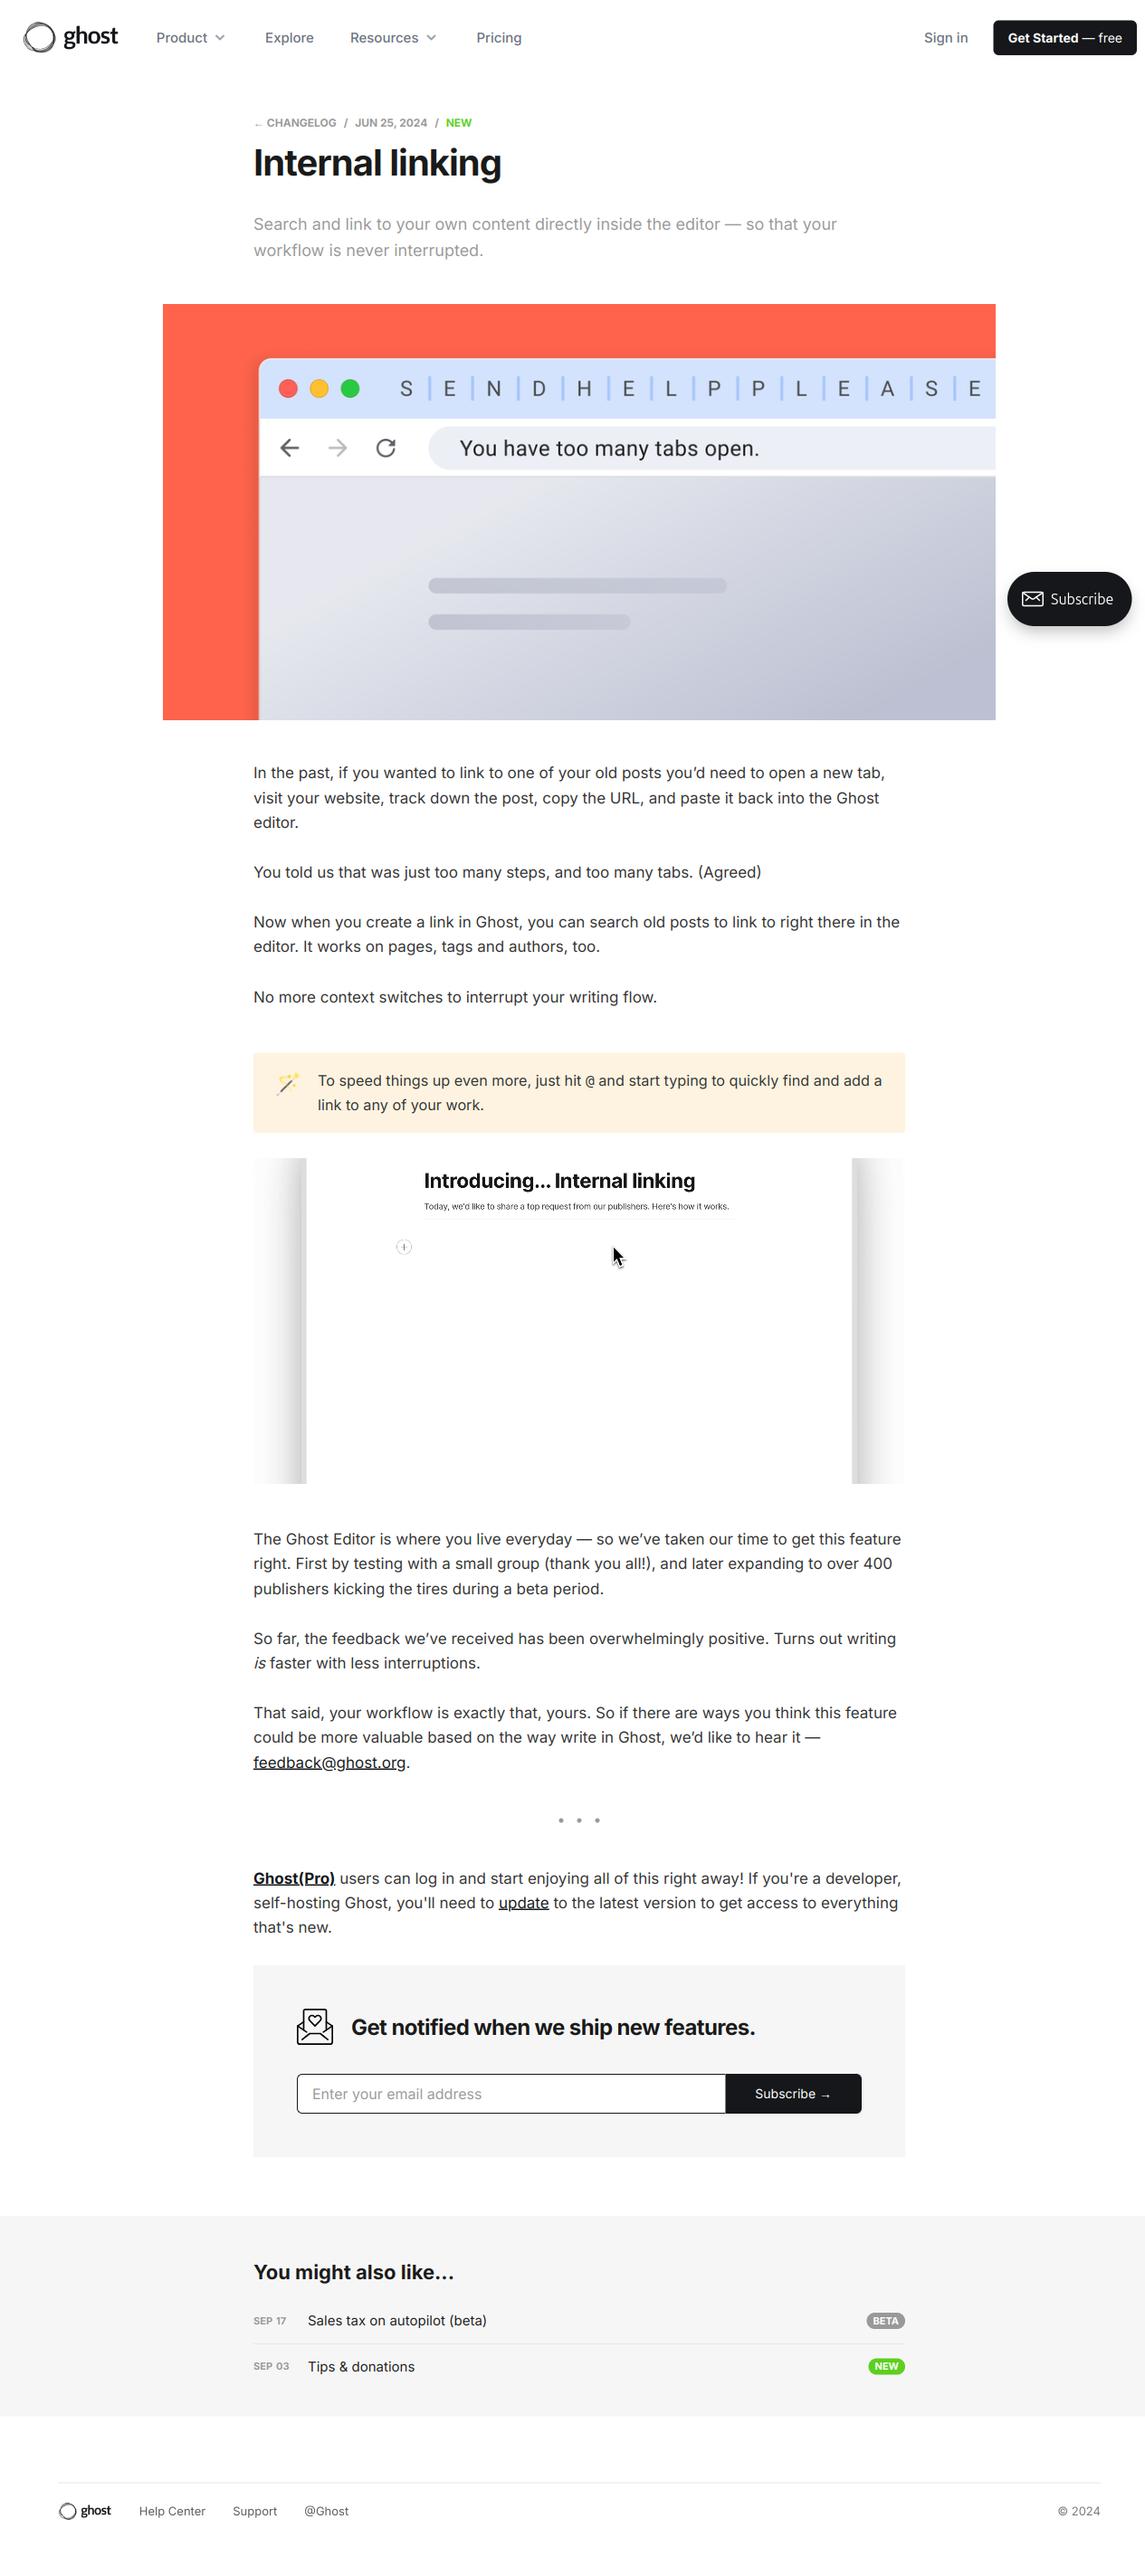 ghost
Product
Explore
Resources
Pricing
Sign in
Get Started — free
← CHANGELOG / JUN 25, 2024 / NEW
Internal linking
Search and link to your own content directly inside the editor — so that your
workflow is never interrupted.
S | E | N | D | H | E | L | P | P | L | E | A | S | E
You have too many tabs open.
Subscribe
In the past, if you wanted to link to one of your old posts you’d need to open a new tab,
visit your website, track down the post, copy the URL, and paste it back into the Ghost
editor.
You told us that was just too many steps, and too many tabs. (Agreed)
Now when you create a link in Ghost, you can search old posts to link to right there in the
editor. It works on pages, tags and authors, too.
No more context switches to interrupt your writing flow.
To speed things up even more, just hit @ and start typing to quickly find and add a
link to any of your work.
Introducing... Internal linking
Today, we'd like to share a top request from our publishers. Here's how it works.
The Ghost Editor is where you live everyday — so we’ve taken our time to get this feature
right. First by testing with a small group (thank you all!), and later expanding to over 400
publishers kicking the tires during a beta period.
So far, the feedback we’ve received has been overwhelmingly positive. Turns out writing
is faster with less interruptions.
That said, your workflow is exactly that, yours. So if there are ways you think this feature
could be more valuable based on the way write in Ghost, we’d like to hear it —
feedback@ghost.org.
• • •
Ghost(Pro) users can log in and start enjoying all of this right away! If you're a developer,
self-hosting Ghost, you'll need to update to the latest version to get access to everything
that's new.
Get notified when we ship new features.
Enter your email address
Subscribe →
You might also like...
SEP 17 Sales tax on autopilot (beta) BETA
SEP 03 Tips & donations NEW
ghost
Help Center
Support
@Ghost
© 2024